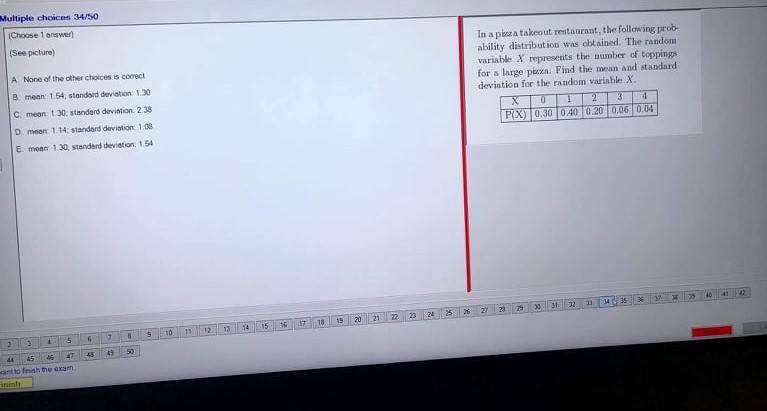 Multiple choices 34/50
(Choose 1 answer)
(See picture)
A. None of the other choices is correct
B. mean: 1.54; standard deviation: 1.30
C. mean: 1.30; standard deviation: 2.38
D. mean: 1.14; standard deviation: 1.08
E. mean: 1.30, standard deviation: 1.54
In a pizza takeout restaurant, the following prob-
ability distribution was obtained. The random
variable X represents the number of toppings
for a large pizza. Find the mean and standard
deviation for the random variable X.
X 0 1 2 3 4
P(X) 0.30 0.40 0.20 0.06 0.04
2 3 4 5 6 7 8 9 10 11 12 13 14 15 16 17 18 19 20 21 22 23 24 25 26 27 28 29 30 31 32 33 34 35 36 37 38 39 40 41 42
44 45 46 47 48 49 50
want to finish the exam.
inish